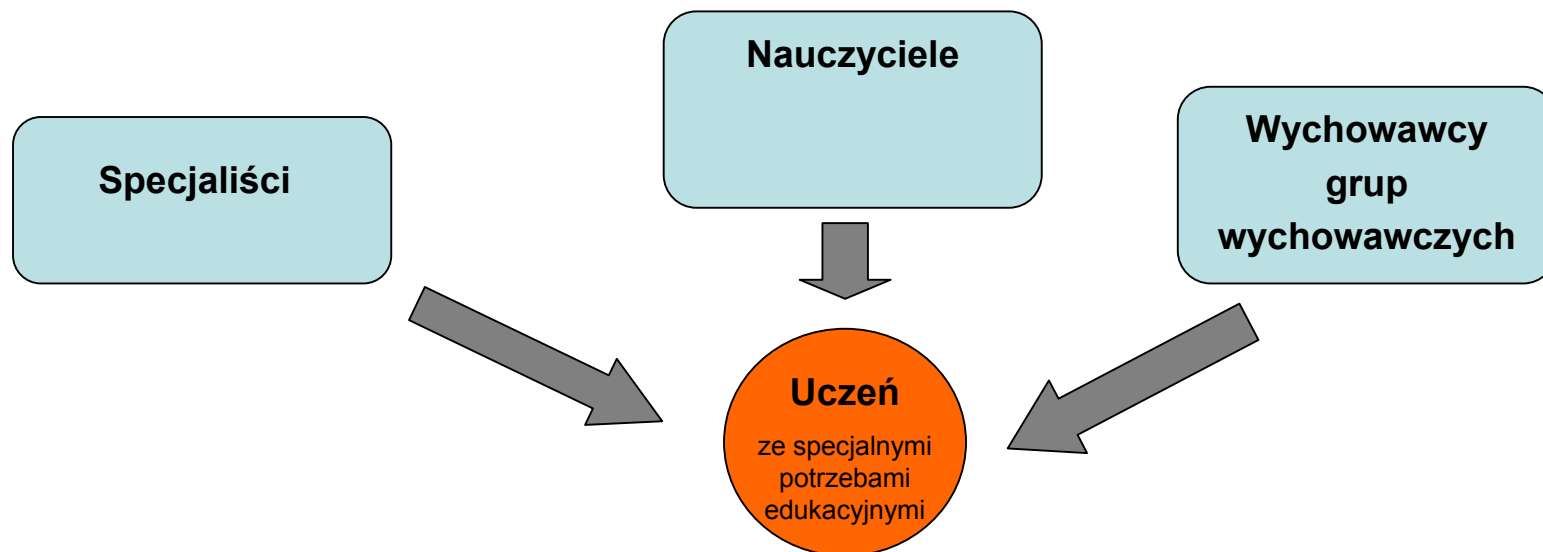 Nauczyciele
Specjaliści
Wychowawcy
grup
wychowawczych
Uczeń
ze specjalnymi
potrzebami
edukacyjnymi